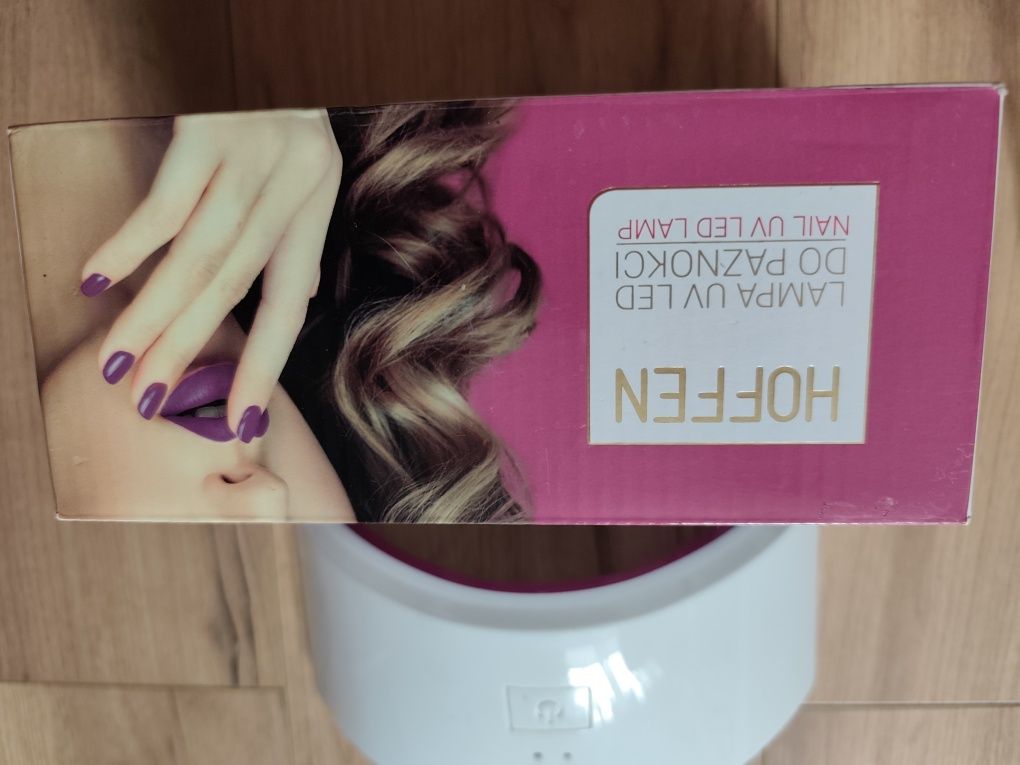 HOFFEN
LAMPA UV LED
DO PAZNOKCI
NAIL UV LED LAMP